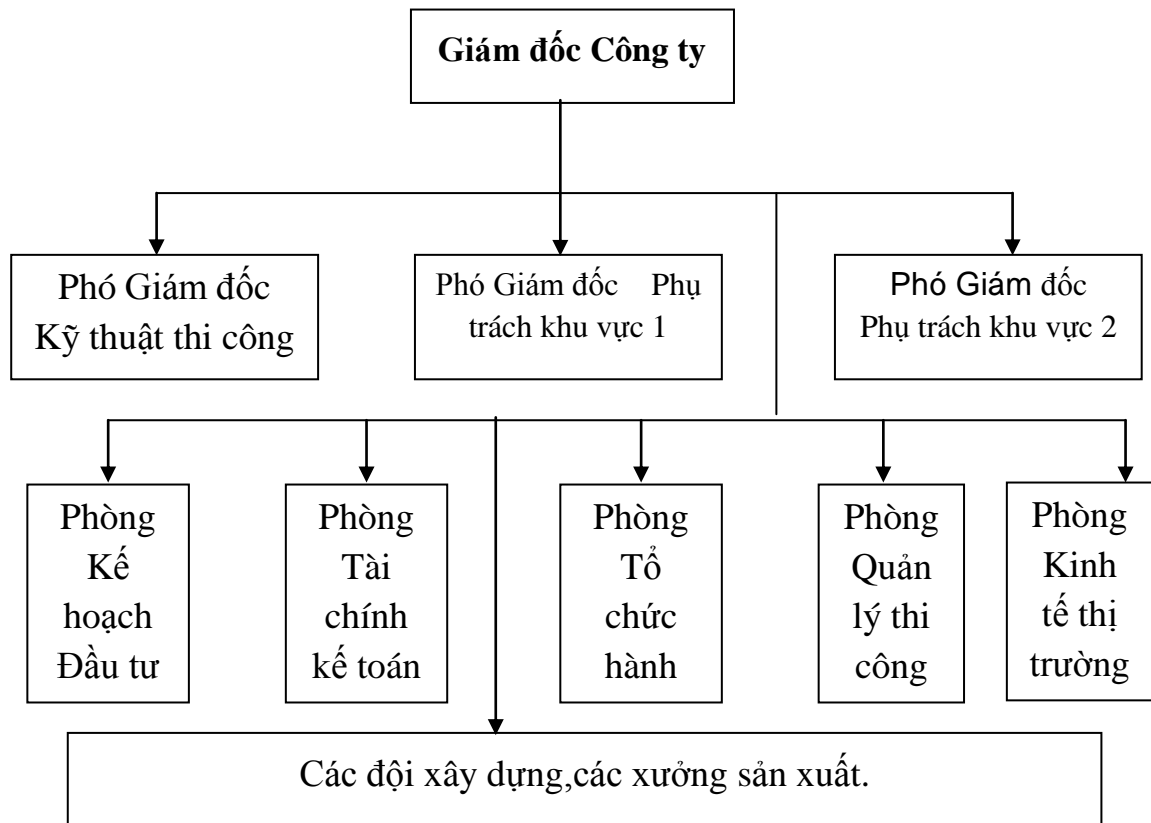 Giám đốc Công ty
Phó Giám đốc
Kỹ thuật thi công
Phó Giám đốc Phụ
trách khu vực 1
Phó Giám đốc
Phụ trách khu vực 2
Phòng
Kế
hoạch
Đầu tư
Phòng
Tài
chính
kế toán
Phòng
Tổ
chức
hành
Phòng
Quản
lý thi
công
Phòng
Kinh
tế thị
trường
Các đội xây dựng,các xưởng sản xuất.